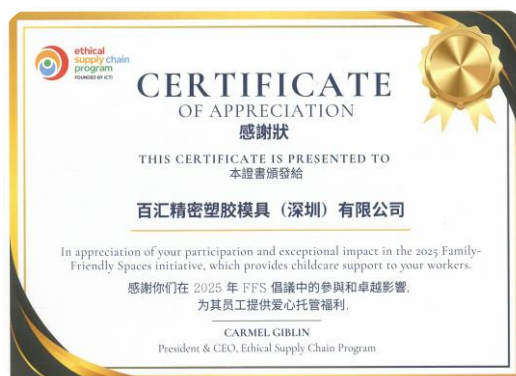 ethical
supply chain
program
FOUNDED BY ICTI
CERTIFICATE
OF APPRECIATION
感謝狀
THIS CERTIFICATE IS PRESENTED TO
本證書頒發給
百汇精密塑胶模具（深圳）有限公司
In appreciation of your participation and exceptional impact in the 2025 Family-
Friendly Spaces initiative, which provides childcare support to your workers.
感謝你们在 2025 年 FFS 倡議中的參與和卓越影響,
为其员工提供爱心托管福利.
CARMEL GIBLIN
President & CEO, Ethical Supply Chain Program